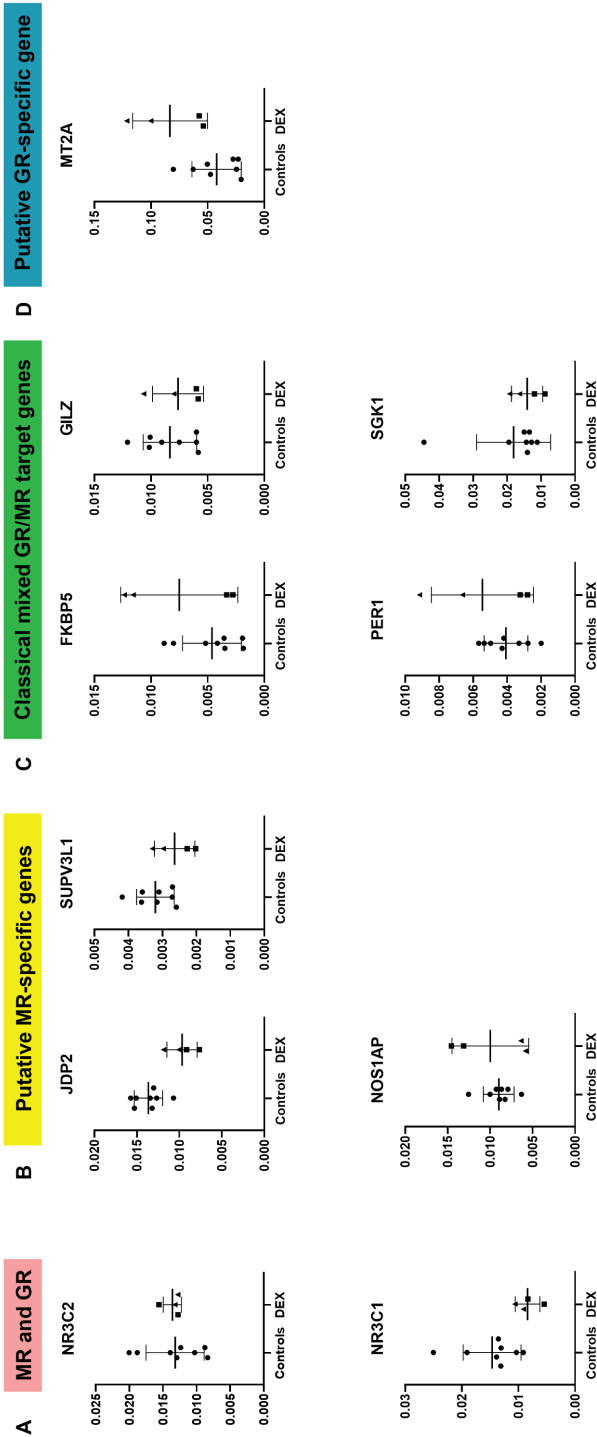 A
MR and GR
NR3C2
0.025
0.020
0.015
0.010
0.005
0.000
Controls DEX
NR3C1
0.03
0.02
0.01
0.00
Controls DEX
B
Putative MR-specific genes
JDP2
0.020
0.015
0.010
0.005
0.000
Controls DEX
SUPV3L1
0.005
0.004
0.003
0.002
0.001
0.000
Controls DEX
NOS1AP
0.020
0.015
0.010
0.005
0.000
Controls DEX
C
Classical mixed GR/MR target genes
FKBP5
0.015
0.010
0.005
0.000
Controls DEX
GILZ
0.015
0.010
0.005
0.000
Controls DEX
PER1
0.010
0.008
0.006
0.004
0.002
0.000
Controls DEX
SGK1
0.05
0.04
0.03
0.02
0.01
0.00
Controls DEX
D
Putative GR-specific gene
MT2A
0.15
0.10
0.05
0.00
Controls DEX